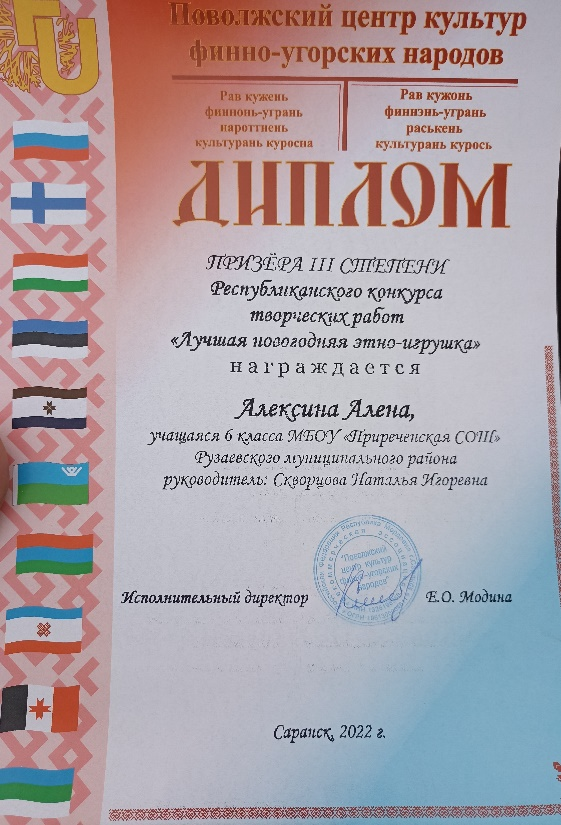 Поволжский центр культур
финно-угорских народов
Рав кужень
финнонь-угрань
нароттнень
культурань куросна
Рав кужонь
финнэнь-угрань
раськень
культурань курось
ДИПЛОМ
ПРИЗЁРА III СТЕПЕНИ
Республиканского конкурса
творческих работ
«Лучшая новогодняя этно-игрушка»
награждается
Алексина Алена,
учащаяся 6 класса МБОУ «Приреченская СОШ»
Рузаевского муниципального района
руководитель: Скворцова Наталья Игоревна
"Поволжский
центр культур
финно-угорских
народов"
Исполнительный директор
Е.О. Модина
Саранск, 2022 г.